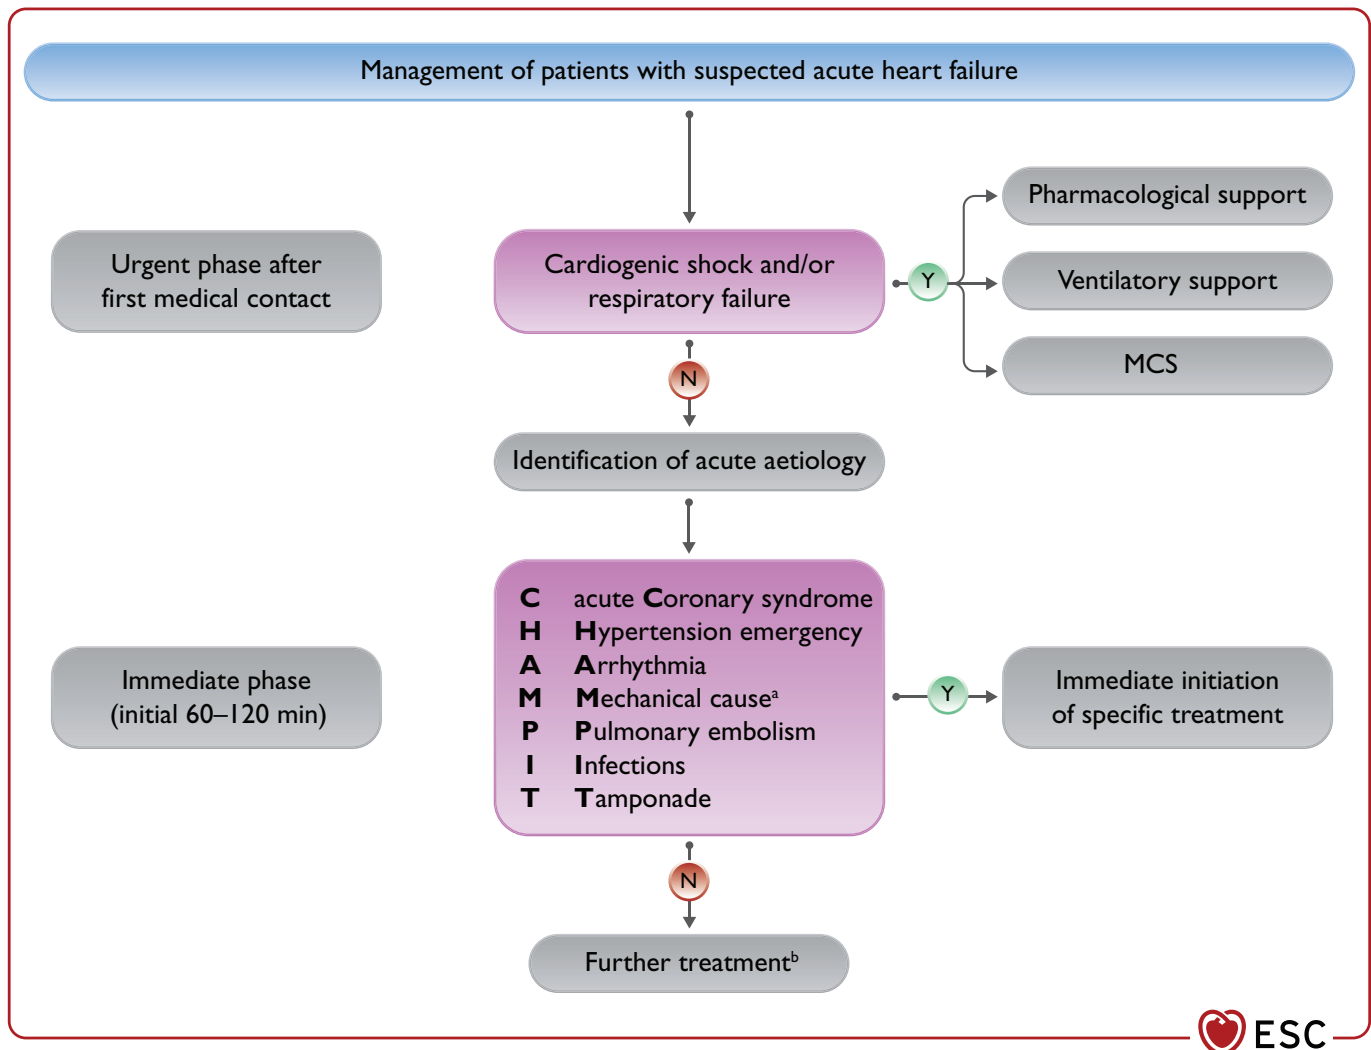 Management of patients with suspected acute heart failure
Urgent phase after
first medical contact
Cardiogenic shock and/or
respiratory failure
Y
Pharmacological support
Ventilatory support
MCS
N
Identification of acute aetiology
Immediate phase
(initial 60–120 min)
C acute Coronary syndrome
H Hypertension emergency
A Arrhythmia
M Mechanical causeᵃ
P Pulmonary embolism
I Infections
T Tamponade
Y
Immediate initiation
of specific treatment
N
Further treatmentᵇ
ESC